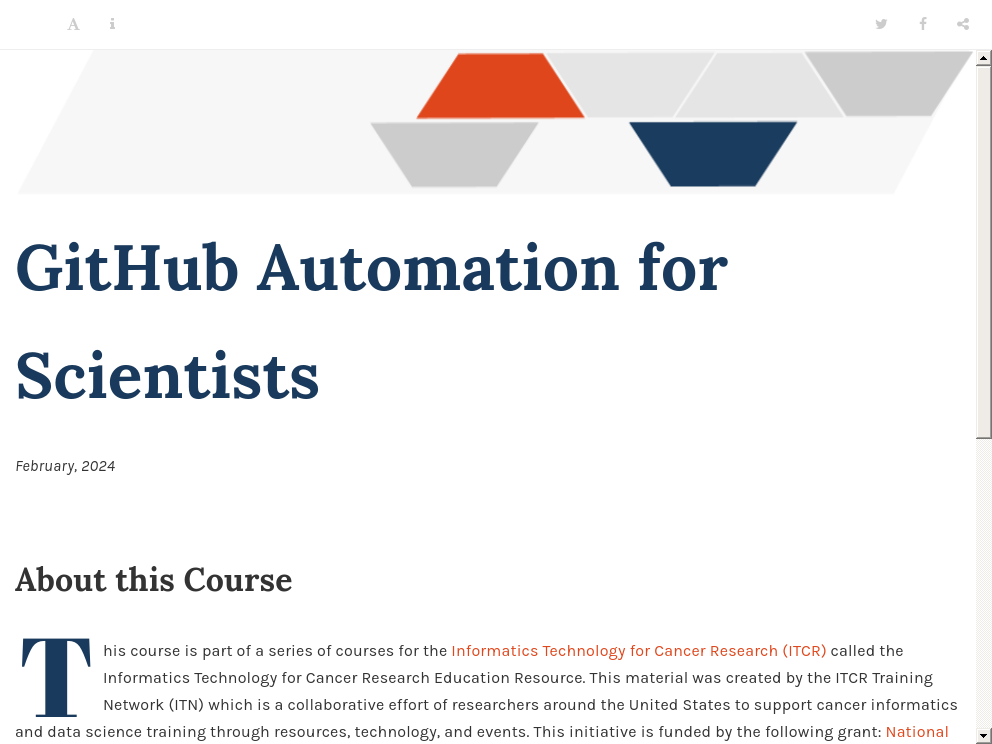 GitHub Automation for
Scientists
February, 2024
About this Course
This course is part of a series of courses for the Informatics Technology for Cancer Research (ITCR) called the
Informatics Technology for Cancer Research Education Resource. This material was created by the ITCR Training
Network (ITN) which is a collaborative effort of researchers around the United States to support cancer informatics
and data science training through resources, technology, and events. This initiative is funded by the following grant: National